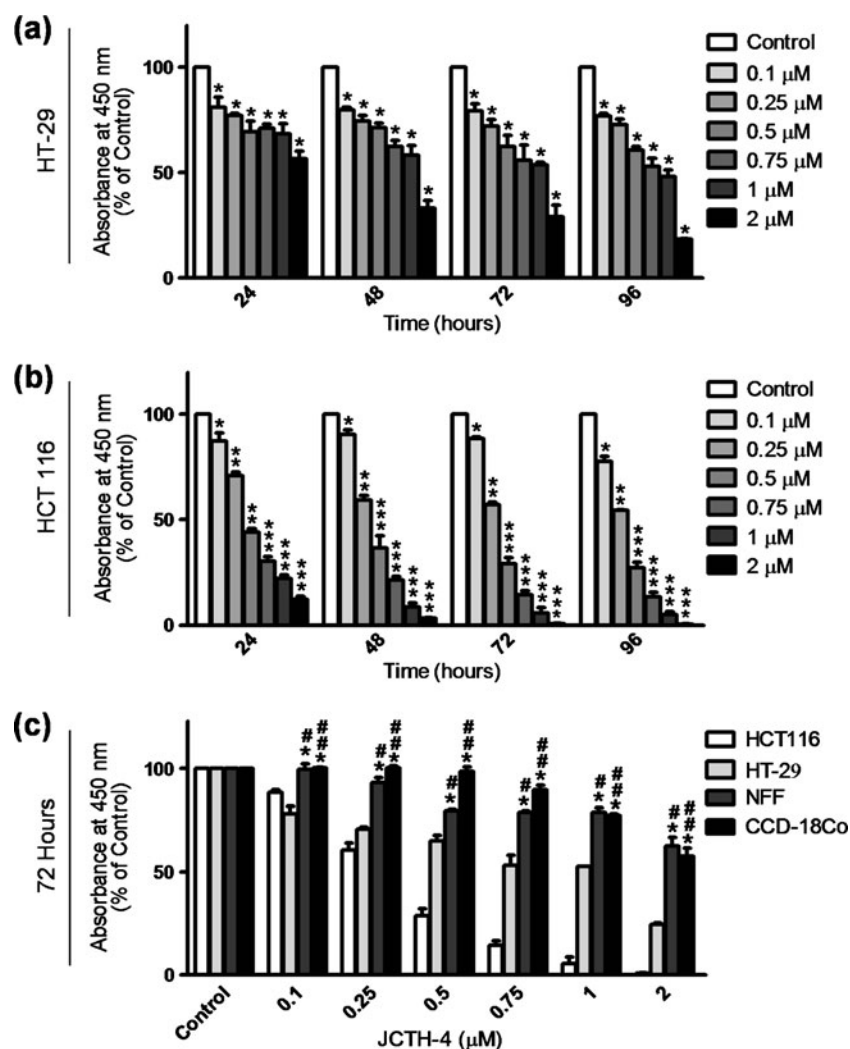 (a)
HT-29
Absorbance at 450 nm
(% of Control)
100
50
0
* * * * * * *
* * * * * *
* * * * * *
* * * * * *
24 48 72 96
Time (hours)
Control
0.1 µM
0.25 µM
0.5 µM
0.75 µM
1 µM
2 µM
(b)
HCT 116
Absorbance at 450 nm
(% of Control)
100
50
0
* ** ** *** *** ***
* ** *** *** *** ***
* ** *** *** *** ***
* ** *** *** *** ***
24 48 72 96
Time (hours)
Control
0.1 µM
0.25 µM
0.5 µM
0.75 µM
1 µM
2 µM
(c)
72 Hours
Absorbance at 450 nm
(% of Control)
100
50
0
#* ##* #* ##* #* ##* #* ##* #* ##* #* ##*
Control 0.1 0.25 0.5 0.75 1 2
JCTH-4 (µM)
HCT116
HT-29
NFF
CCD-18Co